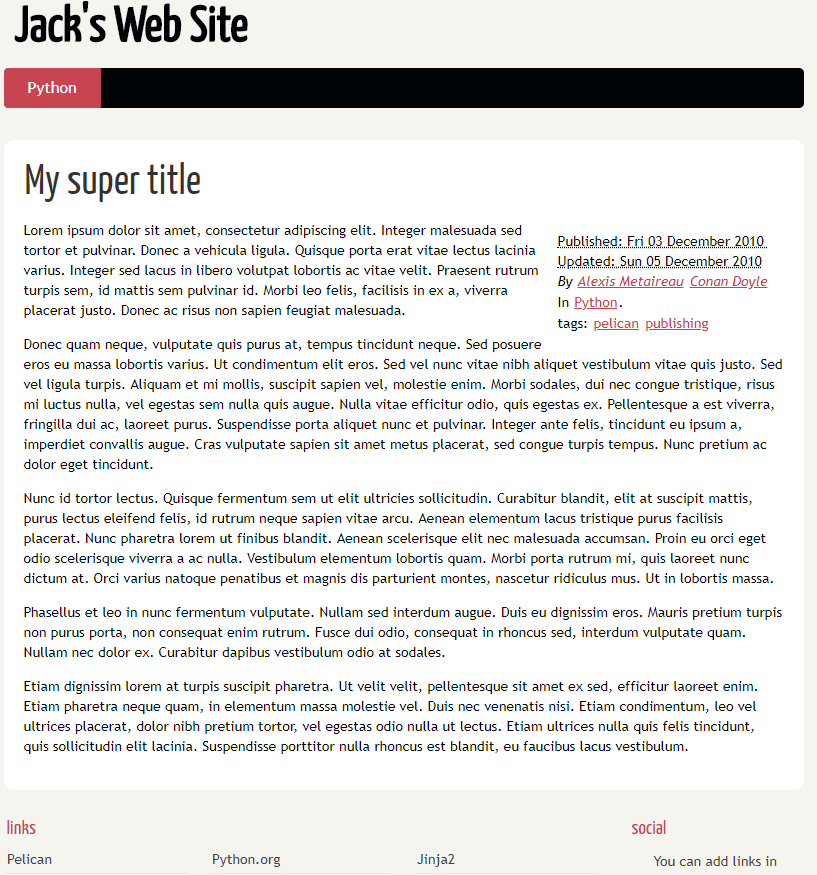 Jack's Web Site
Python
My super title
Published: Fri 03 December 2010
Updated: Sun 05 December 2010
By Alexis Metaireau Conan Doyle
In Python.
tags: pelican publishing
Lorem ipsum dolor sit amet, consectetur adipiscing elit. Integer malesuada sed
tortor et pulvinar. Donec a vehicula ligula. Quisque porta erat vitae lectus lacinia
varius. Integer sed lacus in libero volutpat lobortis ac vitae velit. Praesent rutrum
turpis sem, id mattis sem pulvinar id. Morbi leo felis, facilisis in ex a, viverra
placerat justo. Donec ac risus non sapien feugiat malesuada.
Donec quam neque, vulputate quis purus at, tempus tincidunt neque. Sed posuere
eros eu massa lobortis varius. Ut condimentum elit eros. Sed vel nunc vitae nibh aliquet vestibulum vitae quis justo. Sed
vel ligula turpis. Aliquam et mi mollis, suscipit sapien vel, molestie enim. Morbi sodales, dui nec congue tristique, risus
mi luctus nulla, vel egestas sem nulla quis augue. Nulla vitae efficitur odio, quis egestas ex. Pellentesque a est viverra,
fringilla dui ac, laoreet purus. Suspendisse porta aliquet nunc et pulvinar. Integer ante felis, tincidunt eu ipsum a,
imperdiet convallis augue. Cras vulputate sapien sit amet metus placerat, sed congue turpis tempus. Nunc pretium ac
dolor eget tincidunt.
Nunc id tortor lectus. Quisque fermentum sem ut elit ultricies sollicitudin. Curabitur blandit, elit at suscipit mattis,
purus lectus eleifend felis, id rutrum neque sapien vitae arcu. Aenean elementum lacus tristique purus facilisis
placerat. Nunc pharetra lorem ut finibus blandit. Aenean scelerisque elit nec malesuada accumsan. Proin eu orci eget
odio scelerisque viverra a ac nulla. Vestibulum elementum lobortis quam. Morbi porta rutrum mi, quis laoreet nunc
dictum at. Orci varius natoque penatibus et magnis dis parturient montes, nascetur ridiculus mus. Ut in lobortis massa.
Phasellus et leo in nunc fermentum vulputate. Nullam sed interdum augue. Duis eu dignissim eros. Mauris pretium turpis
non purus porta, non consequat enim rutrum. Fusce dui odio, consequat in rhoncus sed, interdum vulputate quam.
Nullam nec dolor ex. Curabitur dapibus vestibulum odio at sodales.
Etiam dignissim lorem at turpis suscipit pharetra. Ut velit velit, pellentesque sit amet ex sed, efficitur laoreet enim.
Etiam pharetra neque quam, in elementum massa molestie vel. Duis nec venenatis nisi. Etiam condimentum, leo vel
ultrices placerat, dolor nibh pretium tortor, vel egestas odio nulla ut lectus. Etiam ultrices nulla quis felis tincidunt,
quis sollicitudin elit lacinia. Suspendisse porttitor nulla rhoncus est blandit, eu faucibus lacus vestibulum.
links
Pelican
Python.org
Jinja2
social
You can add links in